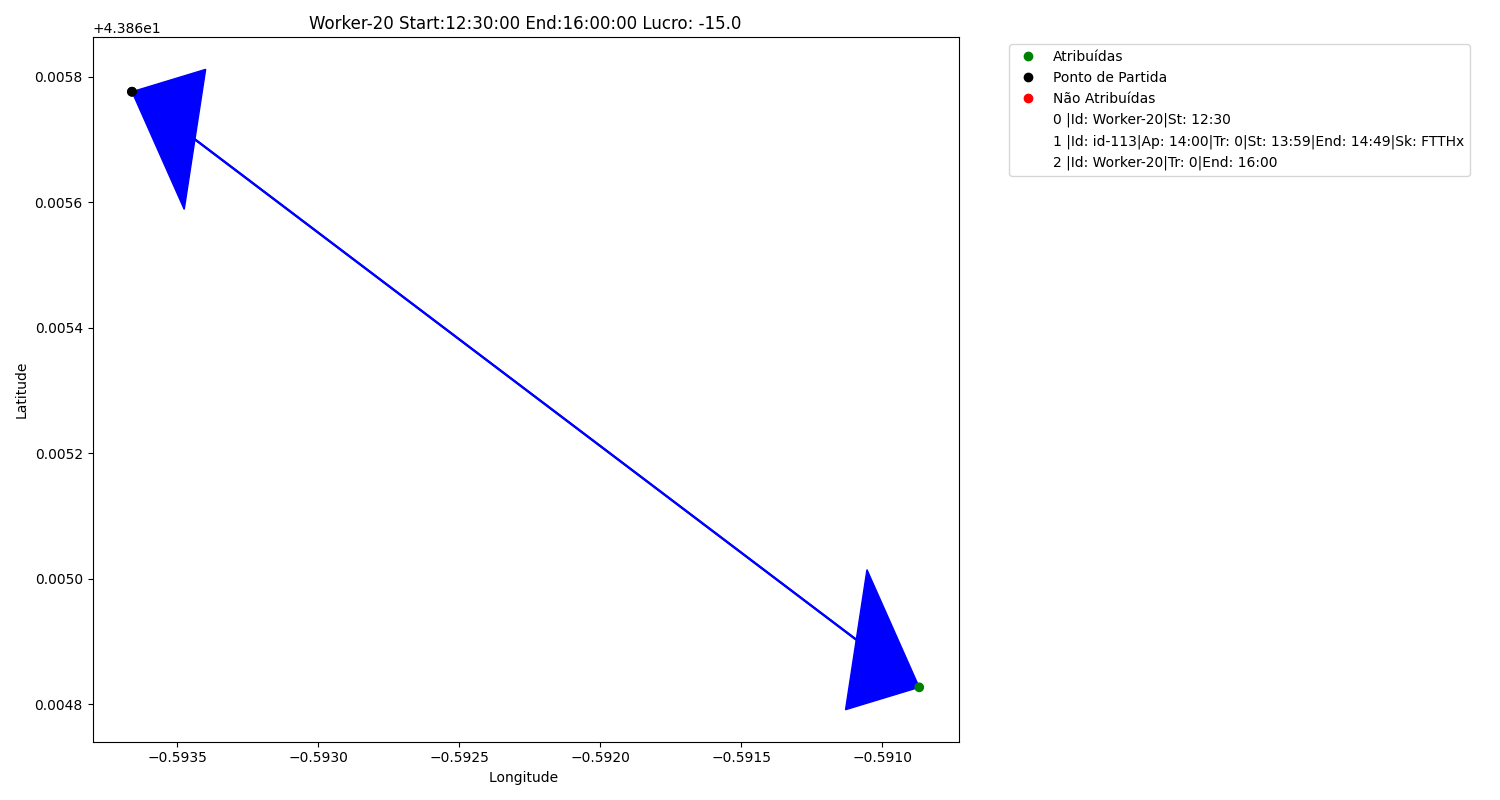 Worker-20 Start:12:30:00 End:16:00:00 Lucro: -15.0
+4.386e1
0.0058
0.0056
0.0054
0.0052
0.0050
0.0048
Latitude
−0.5935
−0.5930
−0.5925
−0.5920
−0.5915
−0.5910
Longitude
Atribuídas
Ponto de Partida
Não Atribuídas
0 |Id: Worker-20|St: 12:30
1 |Id: id-113|Ap: 14:00|Tr: 0|St: 13:59|End: 14:49|Sk: FTTHx
2 |Id: Worker-20|Tr: 0|End: 16:00